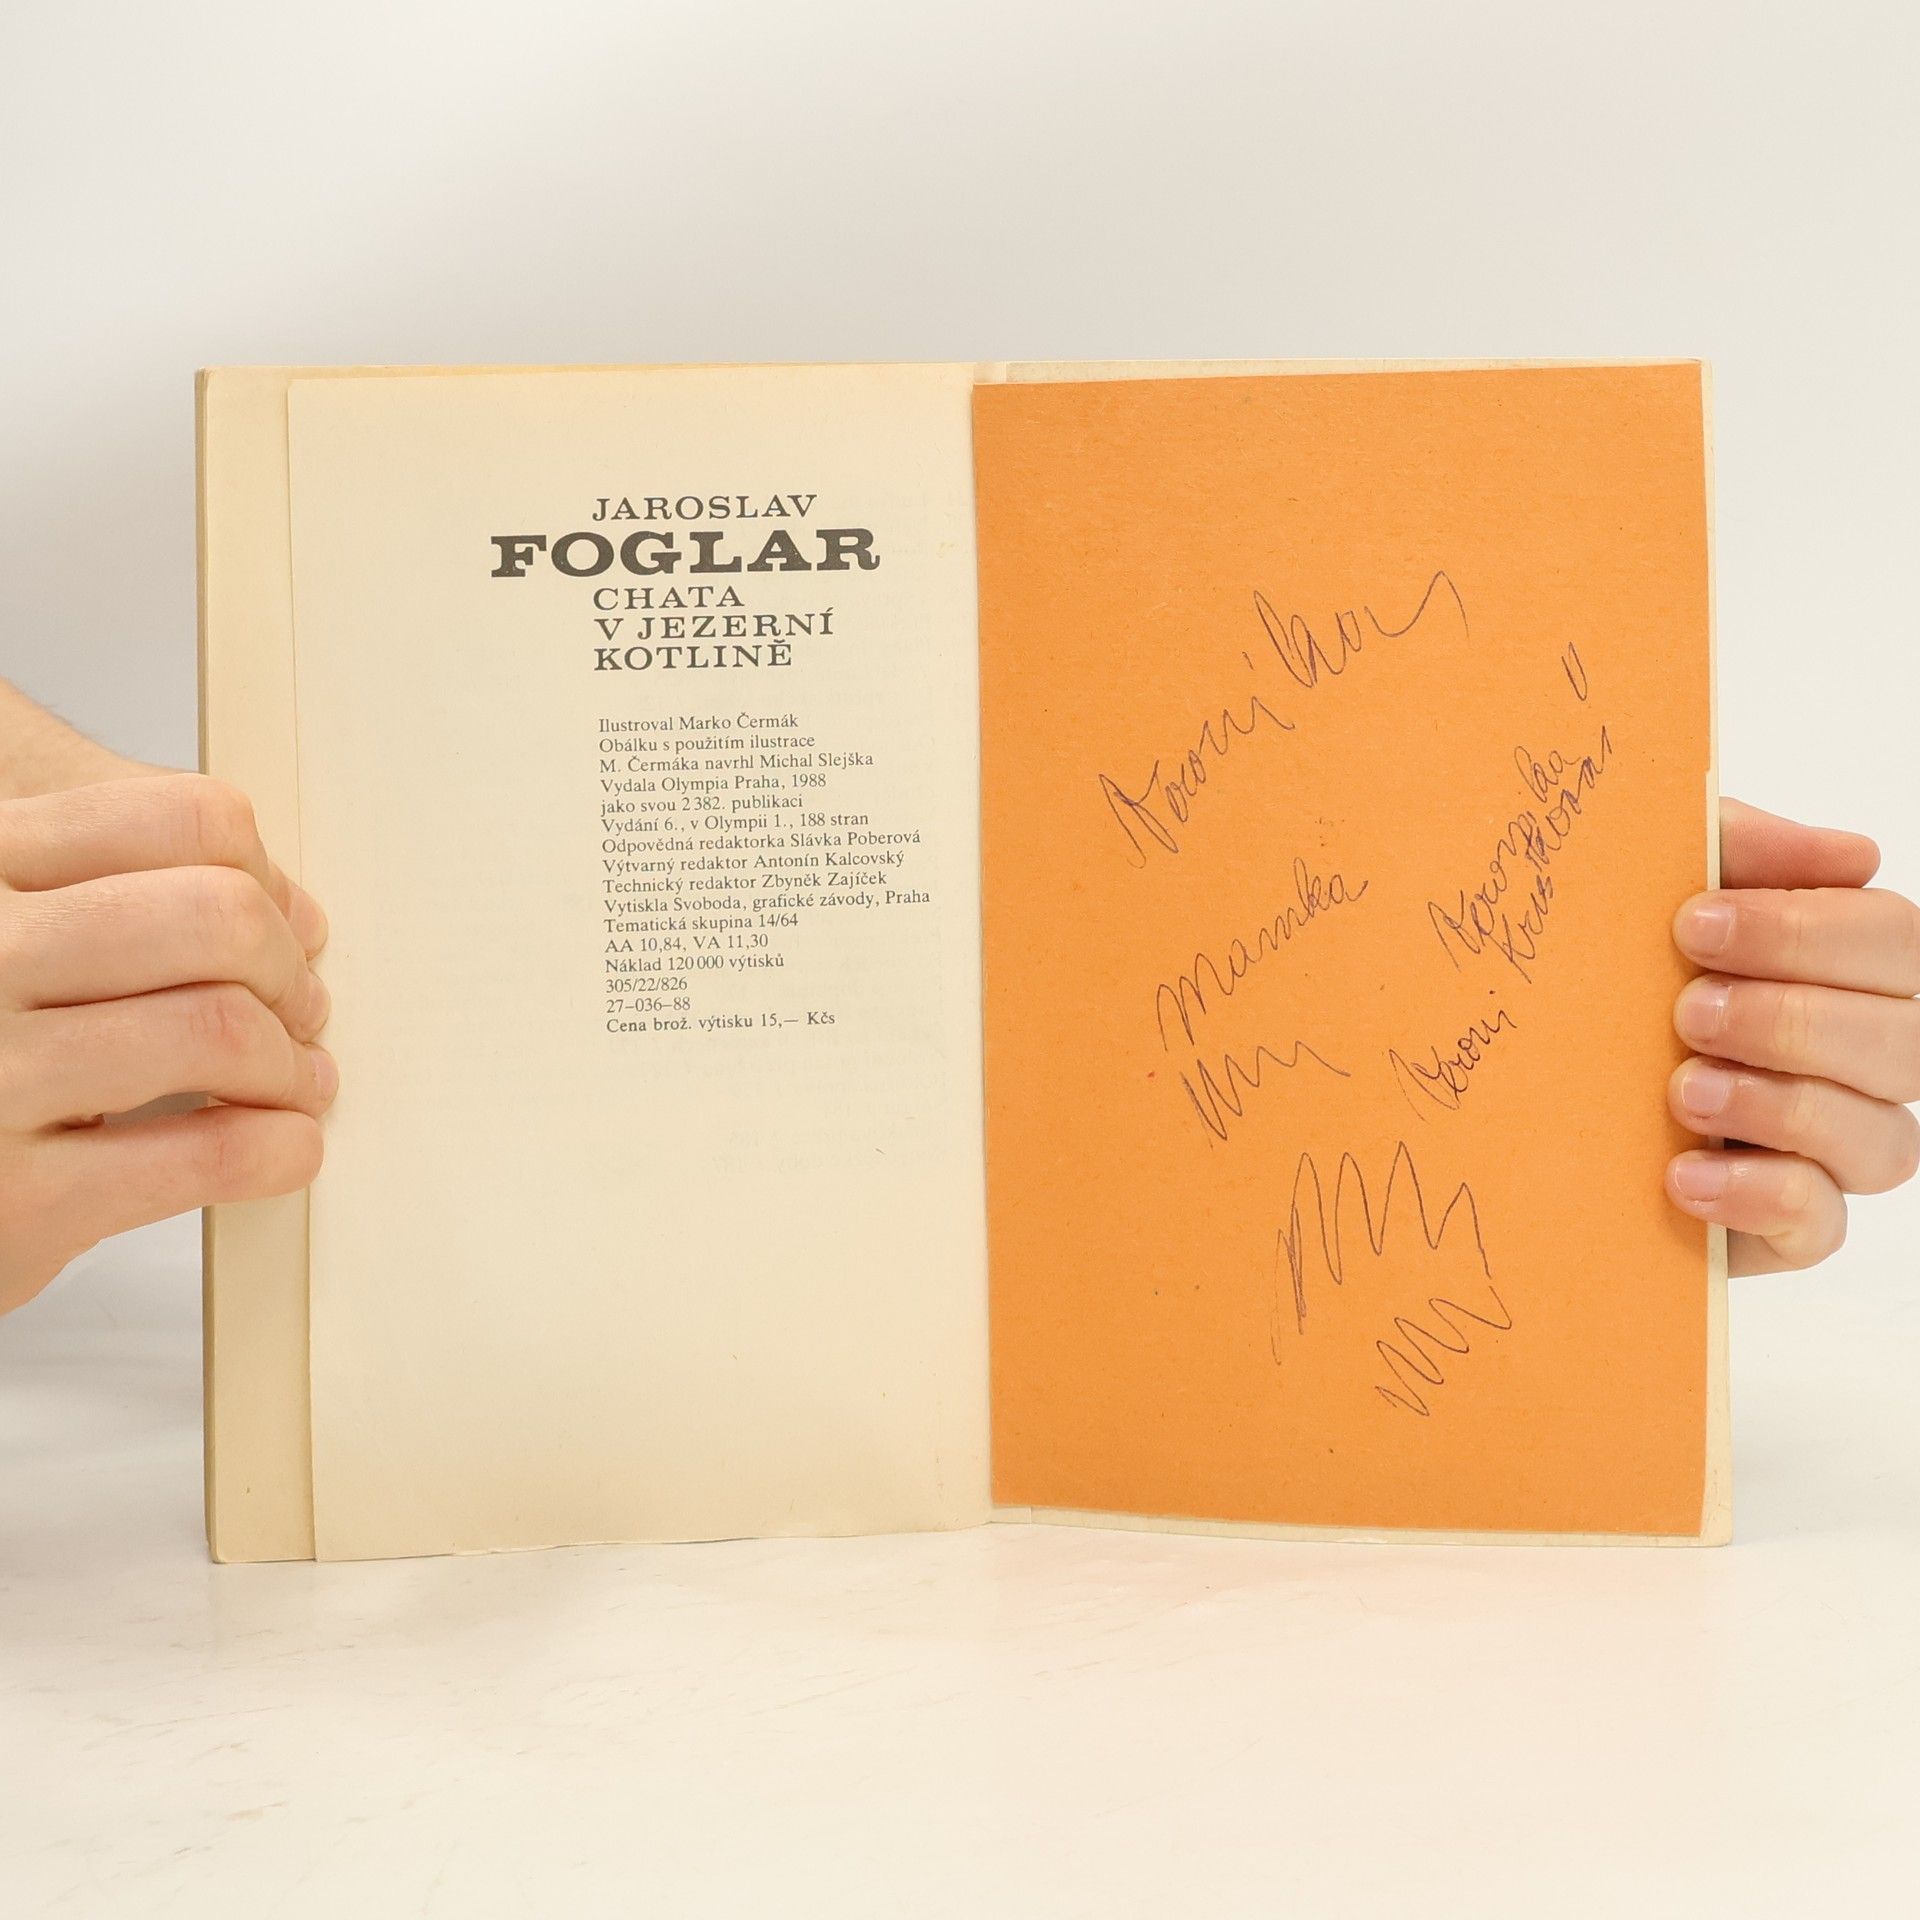 JAROSLAV
FOGLAR
CHATA
V JEZERNÍ
KOTLINĚ
Ilustroval Marko Čermák
Obálku s použitím ilustrace
M. Čermáka navrhl Michal Slejška
Vydala Olympia Praha, 1988
jako svou 2 382. publikaci
Vydání 6., v Olympii 1., 188 stran
Odpovědná redaktorka Slávka Poberová
Výtvarný redaktor Antonín Kalcovský
Technický redaktor Zbyněk Zajíček
Vytiskla Svoboda, grafické závody, Praha
Tematická skupina 14/64
AA 10,84, VA 11,30
Náklad 120 000 výtisků
305/22/826
27–036–88
Cena brož. výtisku 15,— Kčs
Veronika
Mamka
Veronika
Veroni